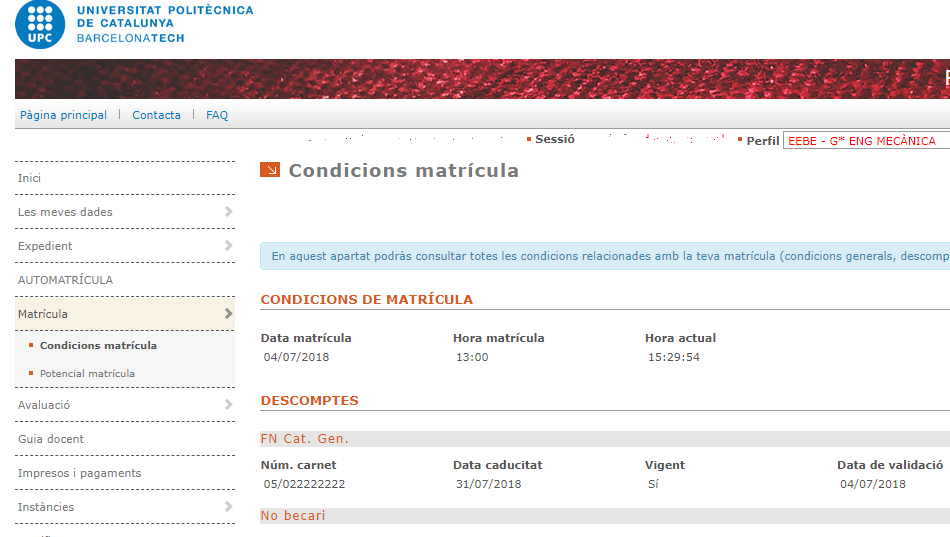 UNIVERSITAT POLITÈCNICA
DE CATALUNYA
BARCELONATECH
UPC
Pàgina principal | Contacta | FAQ
Sessió Perfil EEBE - G* ENG MECÀNICA
Inici
Les meves dades
Expedient
AUTOMATRÍCULA
Matrícula
Condicions matrícula
Potencial matrícula
Avaluació
Guia docent
Impresos i pagaments
Instàncies
Condicions matrícula
En aquest apartat podràs consultar totes les condicions relacionades amb la teva matrícula (condicions generals, descomp
CONDICIONS DE MATRÍCULA
Data matrícula Hora matrícula Hora actual
04/07/2018 13:00 15:29:54
DESCOMPTES
FN Cat. Gen.
Núm. carnet Data caducitat Vigent Data de validació
05/022222222 31/07/2018 Sí 04/07/2018
No becari